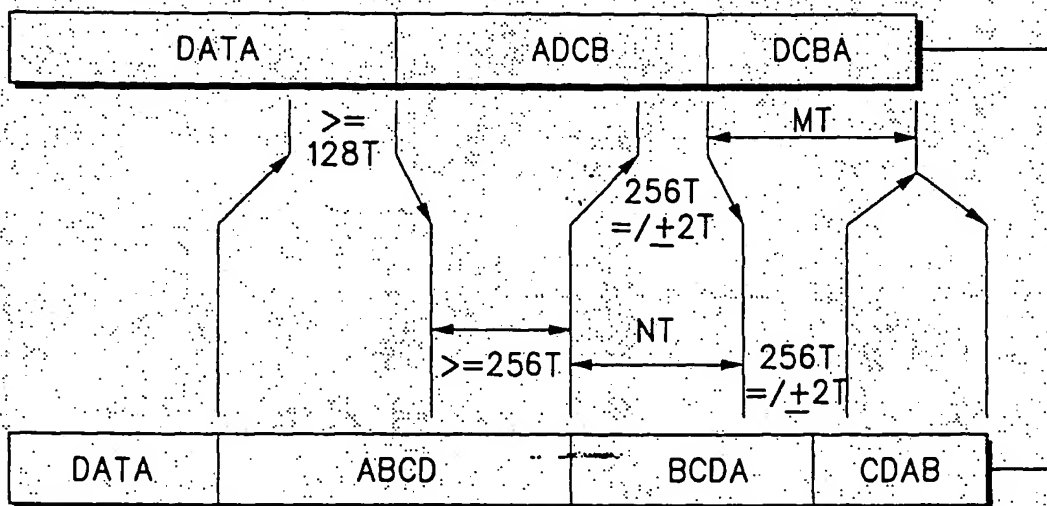 DATA ADCB DCBA
>=
128T
MT
256T
=/±2T
NT
>=256T
256T
=/±2T
DATA ABCD BCDA CDAB